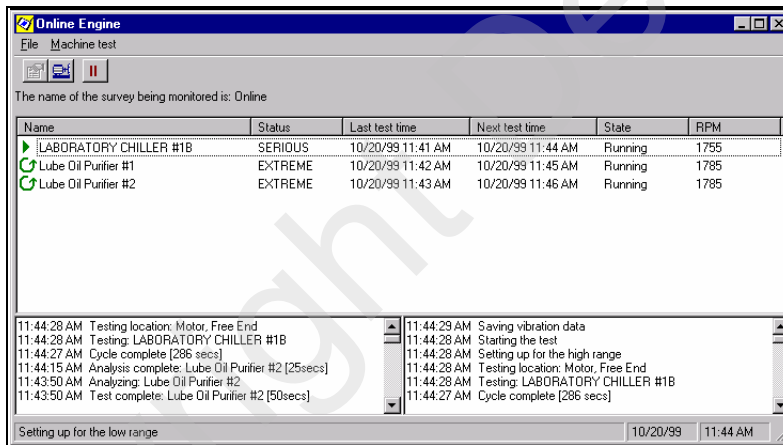 Online Engine
File Machine test
The name of the survey being monitored is: Online
Name Status Last test time Next test time State RPM
LABORATORY CHILLER #1B SERIOUS 10/20/99 11:41 AM 10/20/99 11:44 AM Running 1755
Lube Oil Purifier #1 EXTREME 10/20/99 11:42 AM 10/20/99 11:45 AM Running 1785
Lube Oil Purifier #2 EXTREME 10/20/99 11:43 AM 10/20/99 11:46 AM Running 1785
11:44:28 AM Testing location: Motor, Free End
11:44:28 AM Testing: LABORATORY CHILLER #1B
11:44:27 AM Cycle complete [286 secs]
11:44:15 AM Analysis complete: Lube Oil Purifier #2 [25secs]
11:43:50 AM Analyzing: Lube Oil Purifier #2
11:43:50 AM Test complete: Lube Oil Purifier #2 [50secs]
11:44:29 AM Saving vibration data
11:44:28 AM Starting the test
11:44:28 AM Setting up for the high range
11:44:28 AM Testing location: Motor, Free End
11:44:28 AM Testing: LABORATORY CHILLER #1B
11:44:27 AM Cycle complete [286 secs]
Setting up for the low range 10/20/99 11:44 AM